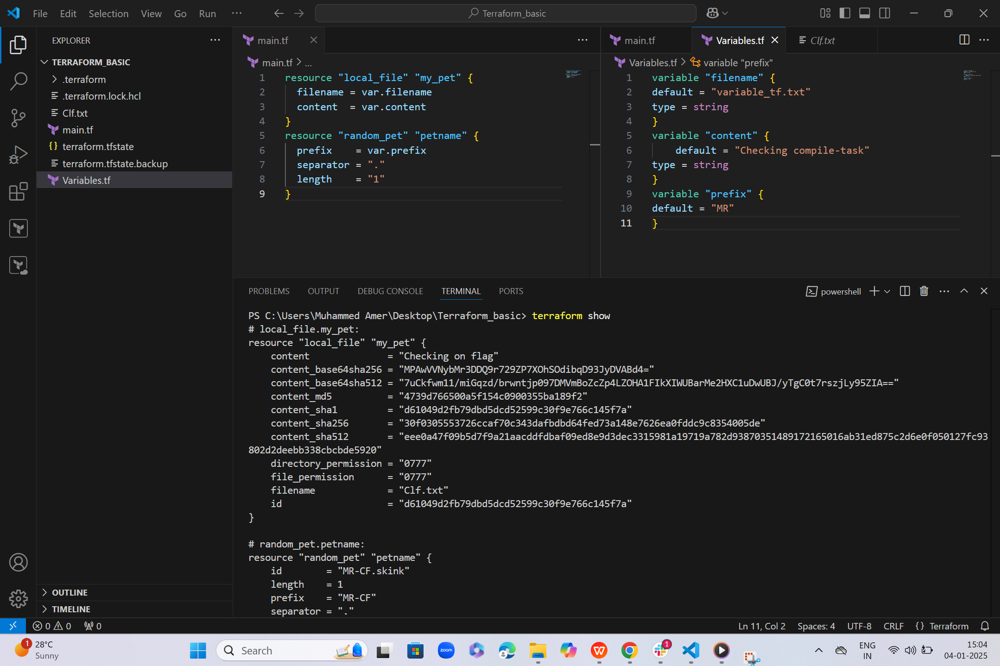 File Edit Selection View Go Run ... Terraform_basic
EXPLORER ...
TERRAFORM_BASIC
.terraform
.terraform.lock.hcl
Clf.txt
main.tf
{} terraform.tfstate
terraform.tfstate.backup
Variables.tf
OUTLINE
TIMELINE
main.tf
main.tf > ...
1 resource "local_file" "my_pet" {
2 filename = var.filename
3 content = var.content
4 }
5 resource "random_pet" "petname" {
6 prefix = var.prefix
7 separator = "."
8 length = "1"
9 }
main.tf Variables.tf Clf.txt
Variables.tf > variable "prefix"
1 variable "filename" {
2 default = "variable_tf.txt"
3 type = string
4 }
5 variable "content" {
6 default = "Checking compile-task"
7 type = string
8 }
9 variable "prefix" {
10 default = "MR"
11 }
PROBLEMS OUTPUT DEBUG CONSOLE TERMINAL PORTS powershell
PS C:\Users\Muhammed Amer\Desktop\Terraform_basic> terraform show
# local_file.my_pet:
resource "local_file" "my_pet" {
content = "Checking on flag"
content_base64sha256 = "MPAwVVNybMr3DDQ9r729ZP7XOhSOdibqD93JyDVABd4="
content_base64sha512 = "7uCkfwm11/miGqzd/brwntjp097DMVmBoZcZp4LZOHA1FIkXIWUBarMe2HXC1uDwUBJ/yTgC0t7rszjLy95ZIA=="
content_md5 = "4739d766500a5f154c0900355ba189f2"
content_sha1 = "d61049d2fb79dbd5dcd52599c30f9e766c145f7a"
content_sha256 = "30f0305553726ccaf70c343dafbdbd64fed73a148e7626ea0fddc9c8354005de"
content_sha512 = "eee0a47f09b5d7f9a21aacddfdbaf09ed8e9d3dec3315981a19719a782d93870351489172165016ab31ed875c2d6e0f050127fc93
802d2deebb338cbcbde5920"
directory_permission = "0777"
file_permission = "0777"
filename = "Clf.txt"
id = "d61049d2fb79dbd5dcd52599c30f9e766c145f7a"
}
# random_pet.petname:
resource "random_pet" "petname" {
id = "MR-CF.skink"
length = 1
prefix = "MR-CF"
separator = "."
0 0 0 Ln 11, Col 2 Spaces: 4 UTF-8 CRLF {} Terraform
1 28°C
Sunny
Search
zoom
1
ENG
IN
15:04
04-01-2025